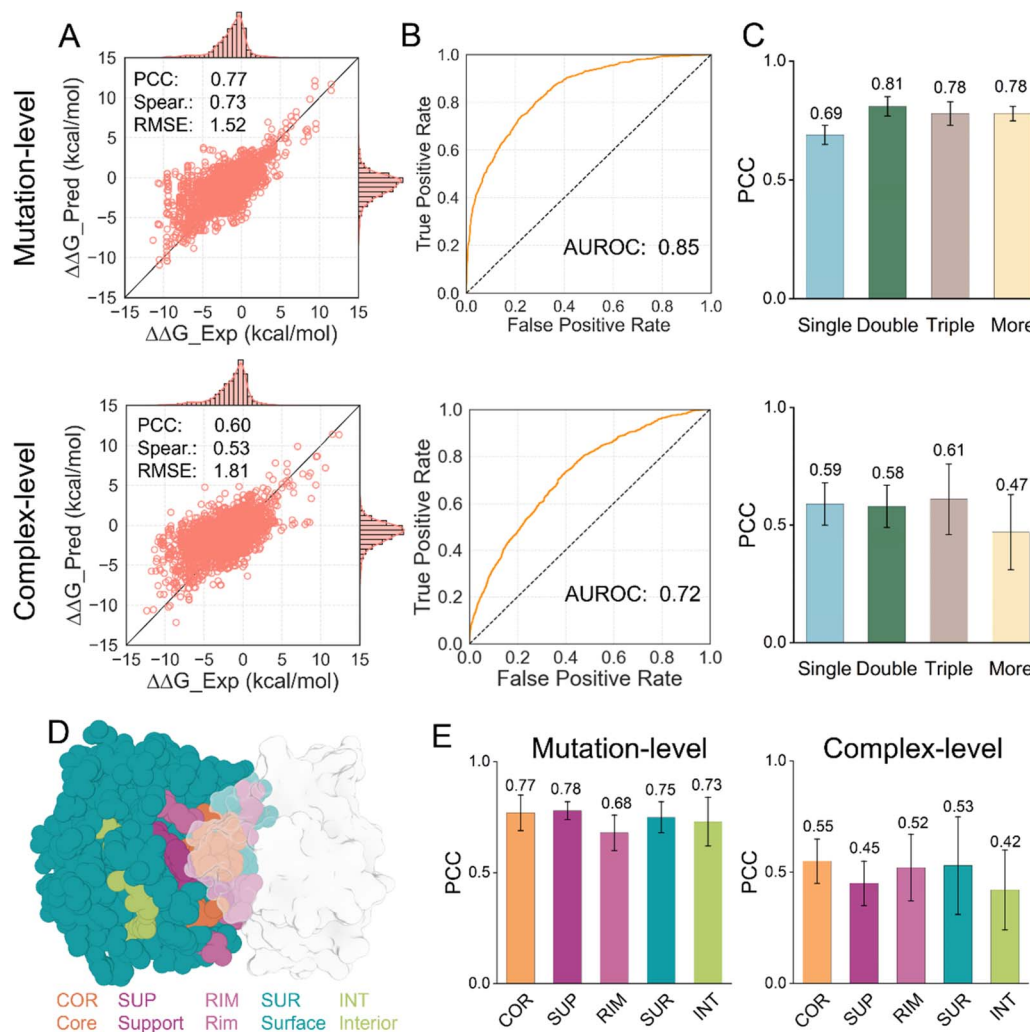 A
Mutation-level
ΔΔG_Pred (kcal/mol)
15
10
5
0
−5
−10
−15
PCC: 0.77
Spear.: 0.73
RMSE: 1.52
−15 −10 −5 0 5 10 15
ΔΔG_Exp (kcal/mol)
B
True Positive Rate
1.0
0.8
0.6
0.4
0.2
0.0
AUROC: 0.85
0.0 0.2 0.4 0.6 0.8 1.0
False Positive Rate
C
PCC
1.0
0.5
0.0
0.69 0.81 0.78 0.78
Single Double Triple More
Complex-level
ΔΔG_Pred (kcal/mol)
15
10
5
0
−5
−10
−15
PCC: 0.60
Spear.: 0.53
RMSE: 1.81
−15 −10 −5 0 5 10 15
ΔΔG_Exp (kcal/mol)
True Positive Rate
1.0
0.8
0.6
0.4
0.2
0.0
AUROC: 0.72
0.0 0.2 0.4 0.6 0.8 1.0
False Positive Rate
PCC
1.0
0.5
0.0
0.59 0.58 0.61 0.47
Single Double Triple More
D
COR SUP RIM SUR INT
Core Support Rim Surface Interior
E
Mutation-level
PCC
1.0
0.5
0.0
0.77 0.78 0.68 0.75 0.73
COR SUP RIM SUR INT
Complex-level
PCC
1.0
0.5
0.0
0.55 0.45 0.52 0.53 0.42
COR SUP RIM SUR INT